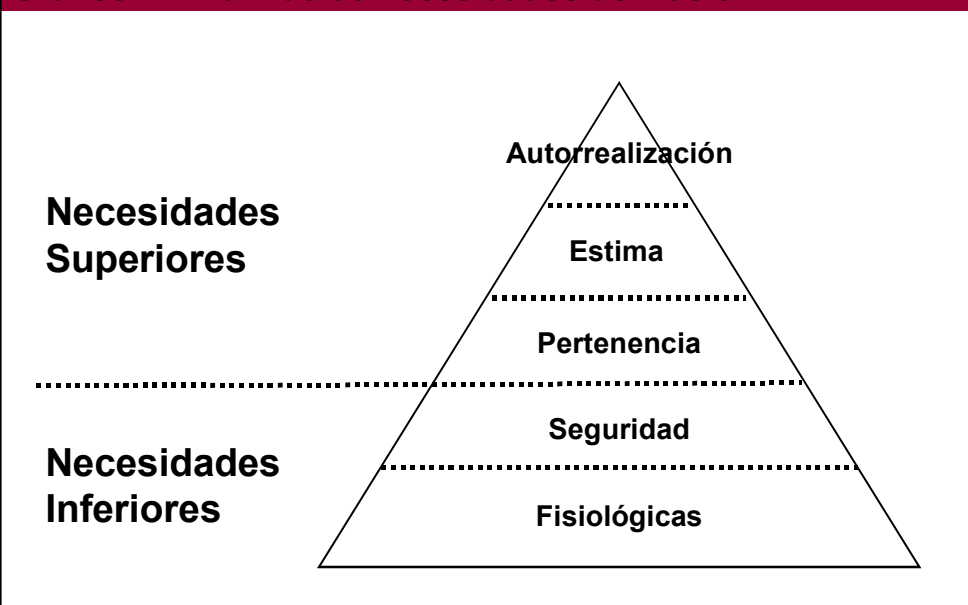 Autorrealización
Necesidades
Superiores
Estima
Pertenencia
Seguridad
Necesidades
Inferiores
Fisiológicas